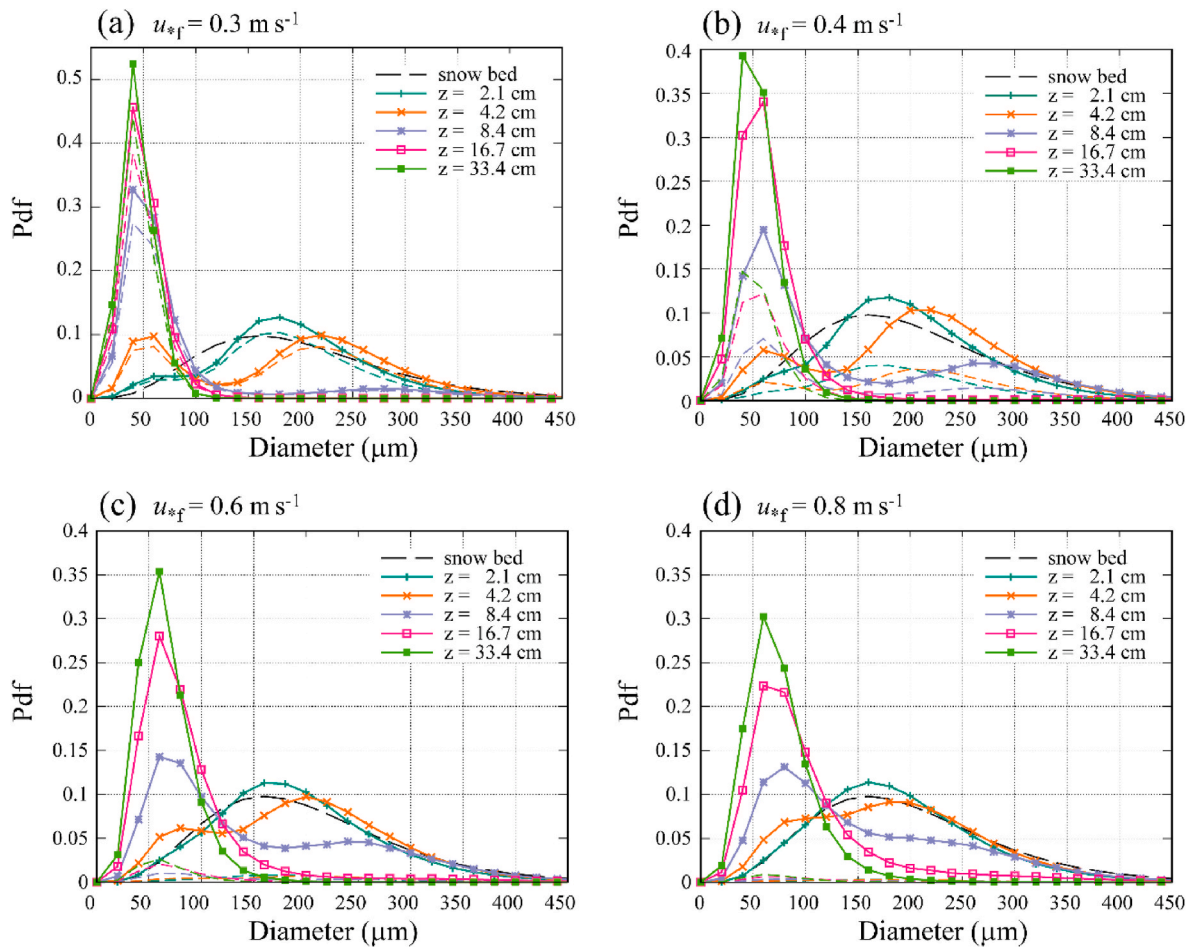 (a) u*f = 0.3 m s-1
0.5
0.4
0.3
0.2
0.1
0
Pdf
snow bed
z = 2.1 cm
z = 4.2 cm
z = 8.4 cm
z = 16.7 cm
z = 33.4 cm
0 50 100 150 200 250 300 350 400 450
Diameter (μm)
(b) u*f = 0.4 m s-1
0.4
0.35
0.3
0.25
0.2
0.15
0.1
0.05
0
Pdf
snow bed
z = 2.1 cm
z = 4.2 cm
z = 8.4 cm
z = 16.7 cm
z = 33.4 cm
0 50 100 150 200 250 300 350 400 450
Diameter (μm)
(c) u*f = 0.6 m s-1
0.4
0.35
0.3
0.25
0.2
0.15
0.1
0.05
0
Pdf
snow bed
z = 2.1 cm
z = 4.2 cm
z = 8.4 cm
z = 16.7 cm
z = 33.4 cm
0 50 100 150 200 250 300 350 400 450
Diameter (μm)
(d) u*f = 0.8 m s-1
0.4
0.35
0.3
0.25
0.2
0.15
0.1
0.05
0
Pdf
snow bed
z = 2.1 cm
z = 4.2 cm
z = 8.4 cm
z = 16.7 cm
z = 33.4 cm
0 50 100 150 200 250 300 350 400 450
Diameter (μm)